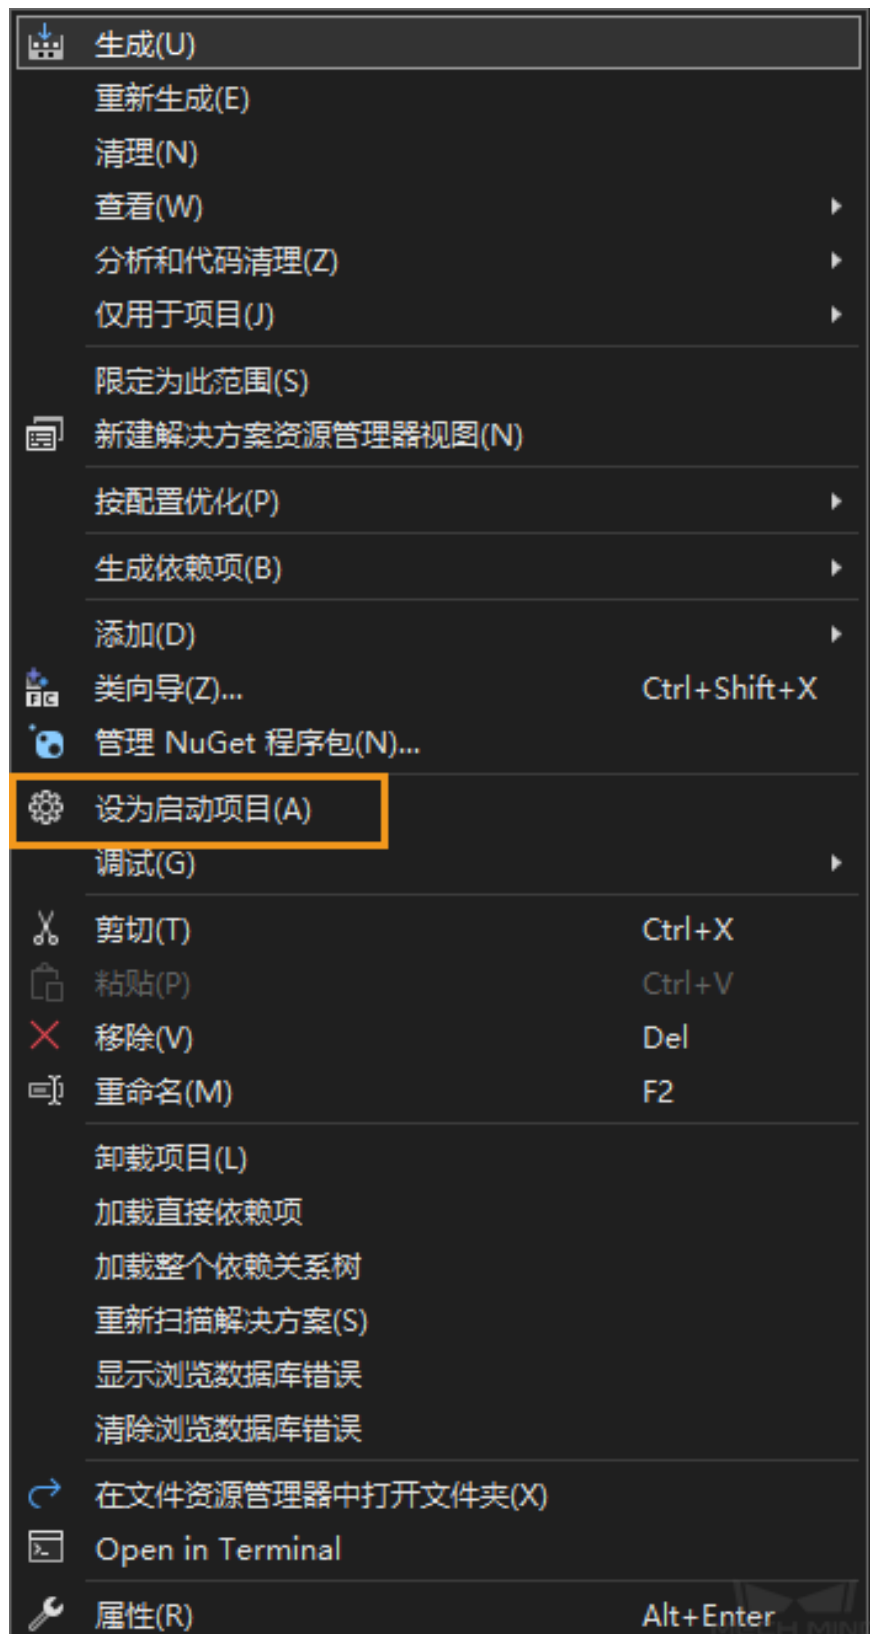 生成(U)
重新生成(E)
清理(N)
查看(W)
分析和代码清理(Z)
仅用于项目(J)
限定为此范围(S)
新建解决方案资源管理器视图(N)
按配置优化(P)
生成依赖项(B)
添加(D)
类向导(Z)... Ctrl+Shift+X
管理 NuGet 程序包(N)...
设为启动项目(A)
调试(G)
剪切(T) Ctrl+X
粘贴(P) Ctrl+V
移除(V) Del
重命名(M) F2
卸载项目(L)
加载直接依赖项
加载整个依赖关系树
重新扫描解决方案(S)
显示浏览数据库错误
清除浏览数据库错误
在文件资源管理器中打开文件夹(X)
Open in Terminal
属性(R) Alt+Enter